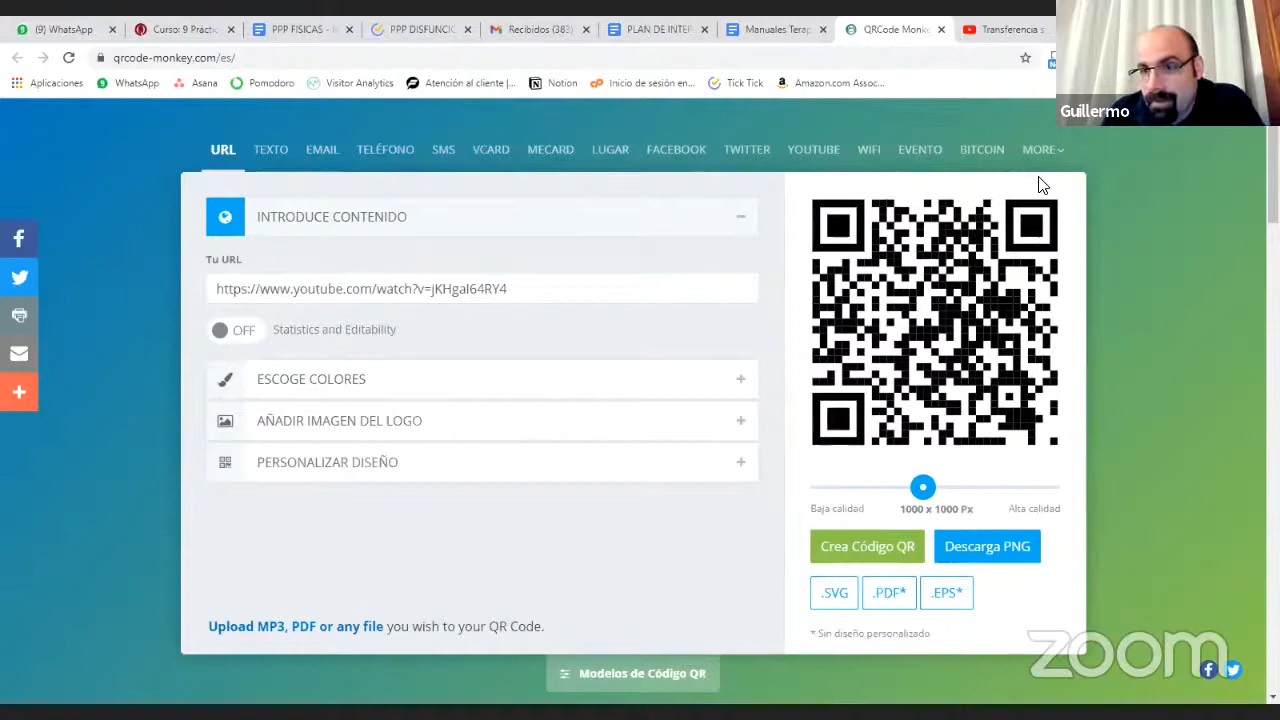 (9) WhatsApp
Curso: 9 Práctic
PPP FISICAS - I
PPP DISFUNCIO
Recibidos (383)
PLAN DE INTER
Manuales Terap
QRCode Monke
Transferencia s
qrcode-monkey.com/es/
Aplicaciones
WhatsApp
Asana
Pomodoro
Visitor Analytics
Atención al cliente |...
Notion
Inicio de sesión en...
Tick Tick
Amazon.com Assc...
Guillermo
URL
TEXTO
EMAIL
TELÉFONO
SMS
VCARD
MECARD
LUGAR
FACEBOOK
TWITTER
YOUTUBE
WIFI
EVENTO
BITCOIN
MORE
INTRODUCE CONTENIDO
Tu URL
https://www.youtube.com/watch?v=jKHgal64RY4
OFF
Statistics and Editability
ESCOGE COLORES
AÑADIR IMAGEN DEL LOGO
PERSONALIZAR DISEÑO
Upload MP3, PDF or any file you wish to your QR Code.
Baja calidad
1000 x 1000 Px
Alta calidad
Crea Código QR
Descarga PNG
.SVG
.PDF*
.EPS*
* Sin diseño personalizado
zoom
Modelos de Código QR